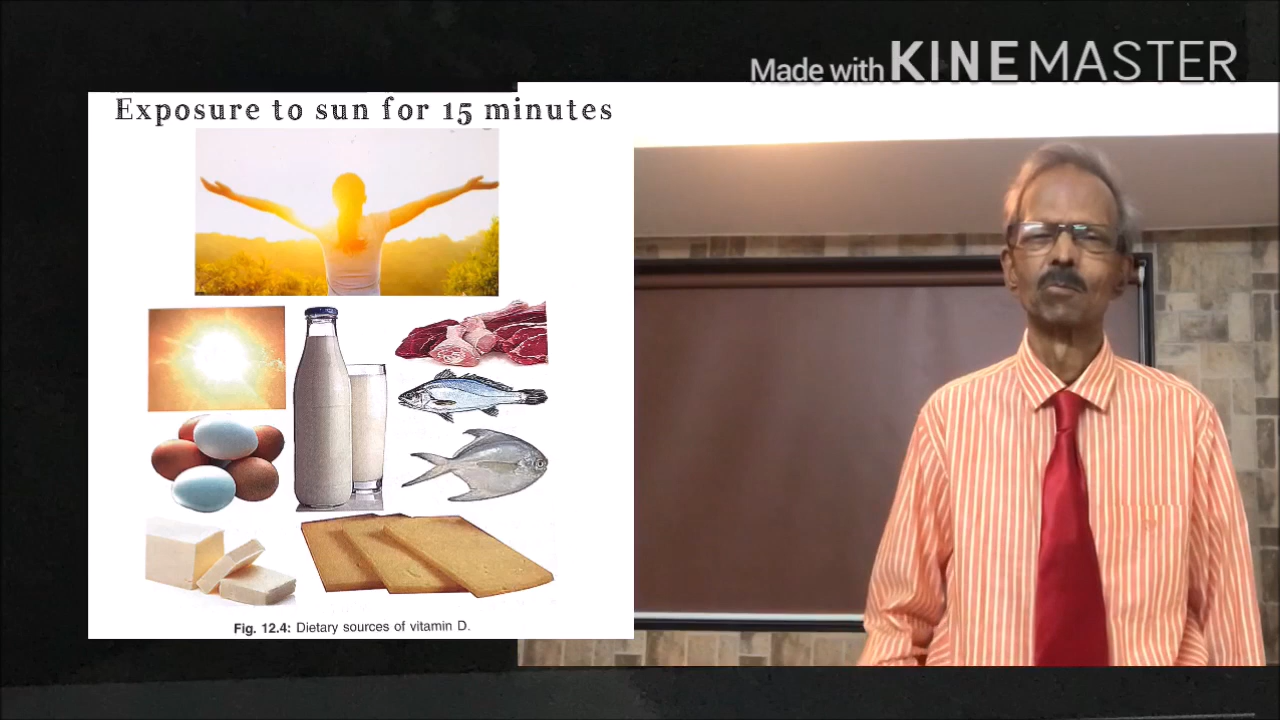 Made with KINEMASTER
Exposure to sun for 15 minutes
Fig. 12.4: Dietary sources of vitamin D.